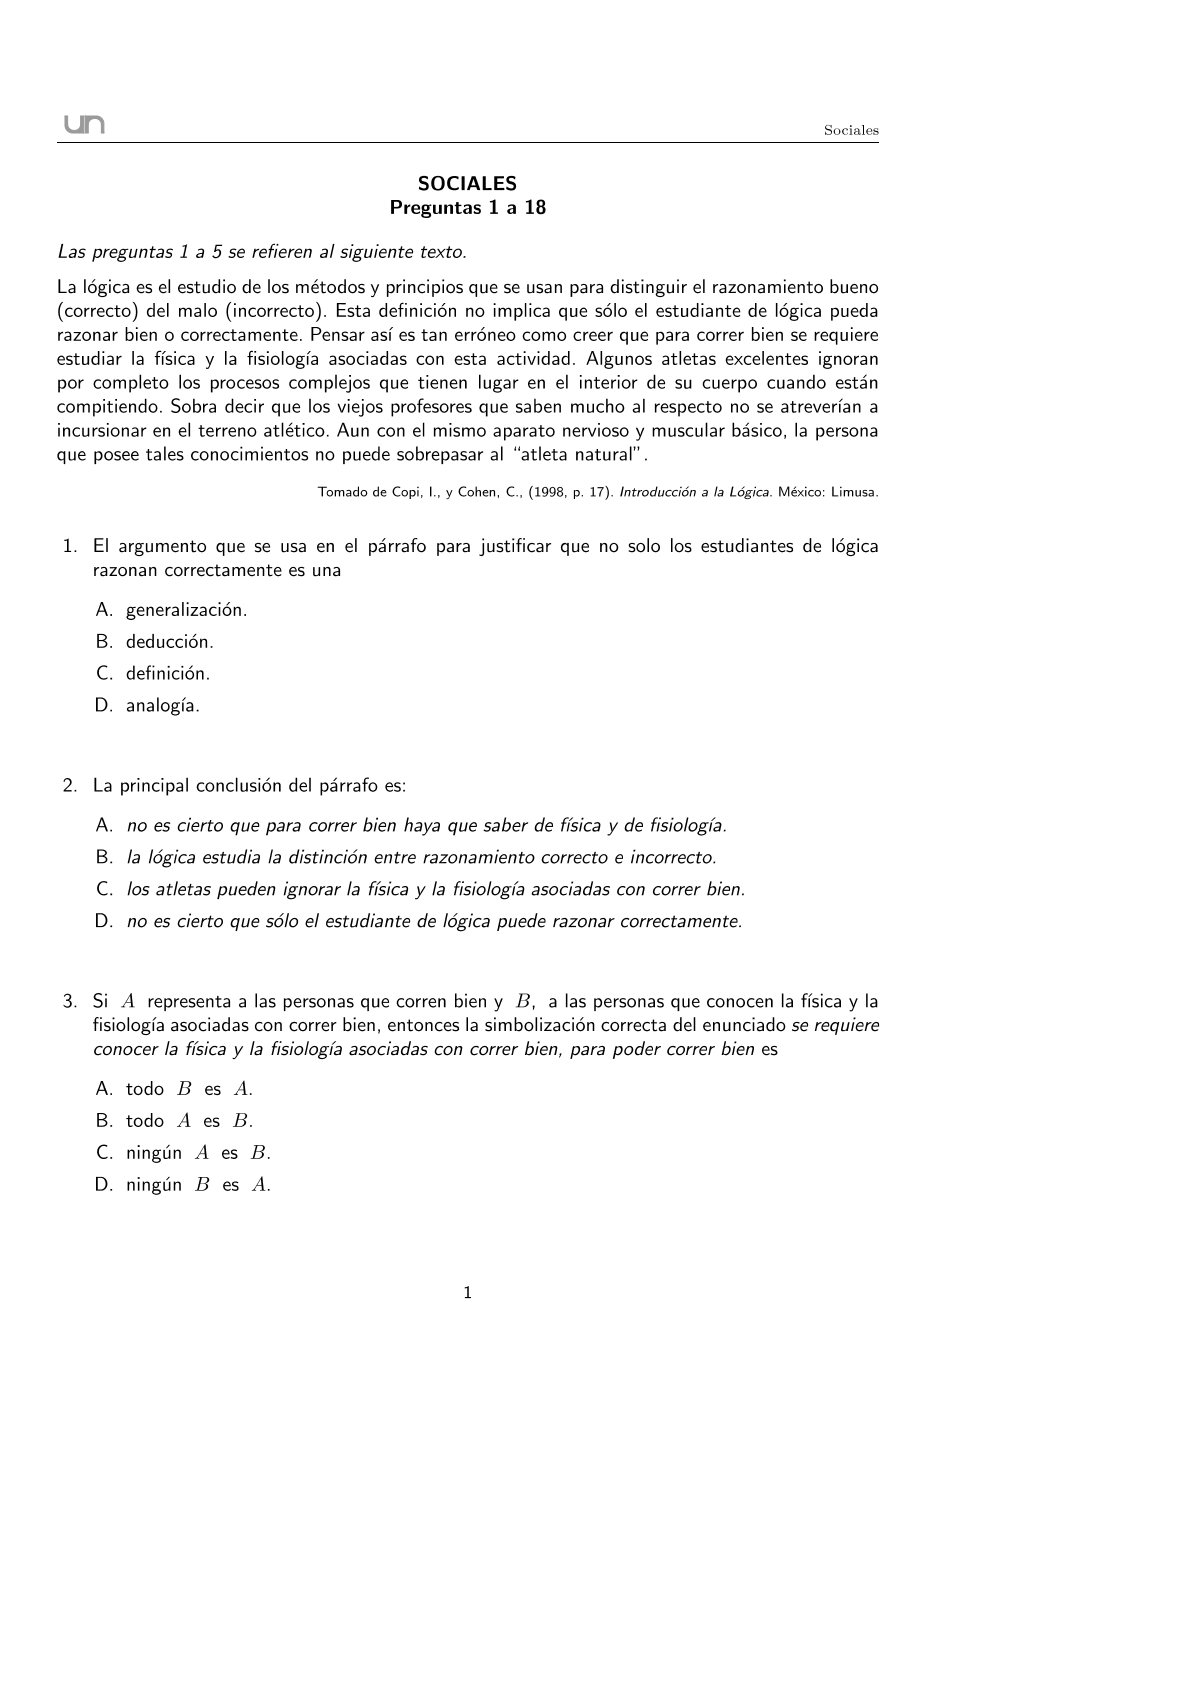 un
Sociales
SOCIALES
Preguntas 1 a 18
Las preguntas 1 a 5 se refieren al siguiente texto.
La lógica es el estudio de los métodos y principios que se usan para distinguir el razonamiento bueno
(correcto) del malo (incorrecto). Esta definición no implica que sólo el estudiante de lógica pueda
razonar bien o correctamente. Pensar así es tan erróneo como creer que para correr bien se requiere
estudiar la física y la fisiología asociadas con esta actividad. Algunos atletas excelentes ignoran
por completo los procesos complejos que tienen lugar en el interior de su cuerpo cuando están
compitiendo. Sobra decir que los viejos profesores que saben mucho al respecto no se atreverían a
incursionar en el terreno atlético. Aun con el mismo aparato nervioso y muscular básico, la persona
que posee tales conocimientos no puede sobrepasar al “atleta natural”.
Tomado de Copi, I., y Cohen, C., (1998, p. 17). Introducción a la Lógica. México: Limusa.
1. El argumento que se usa en el párrafo para justificar que no solo los estudiantes de lógica
razonan correctamente es una
A. generalización.
B. deducción.
C. definición.
D. analogía.
2. La principal conclusión del párrafo es:
A. no es cierto que para correr bien haya que saber de física y de fisiología.
B. la lógica estudia la distinción entre razonamiento correcto e incorrecto.
C. los atletas pueden ignorar la física y la fisiología asociadas con correr bien.
D. no es cierto que sólo el estudiante de lógica puede razonar correctamente.
3. Si A representa a las personas que corren bien y B, a las personas que conocen la física y la
fisiología asociadas con correr bien, entonces la simbolización correcta del enunciado se requiere
conocer la física y la fisiología asociadas con correr bien, para poder correr bien es
A. todo B es A.
B. todo A es B.
C. ningún A es B.
D. ningún B es A.
1